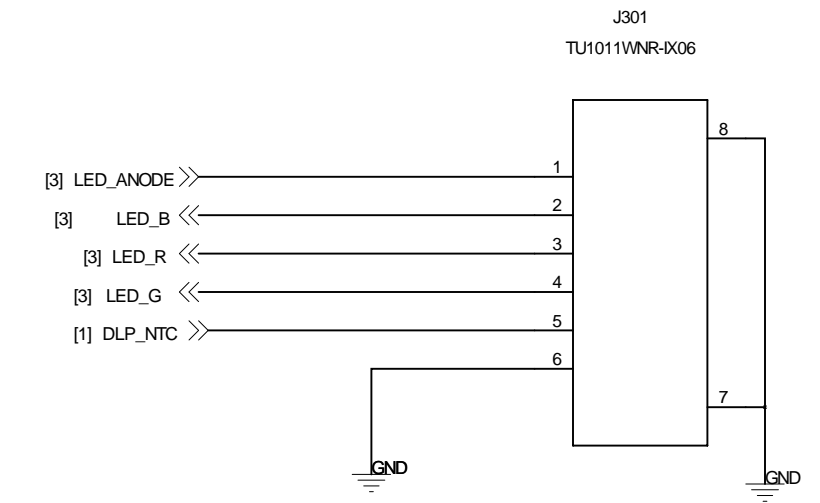 J301
TU1011WNR-IX06
8
[3] LED_ANODE 1
[3] LED_B 2
[3] LED_R 3
[3] LED_G 4
[1] DLP_NTC 5
6
7
GND
GND